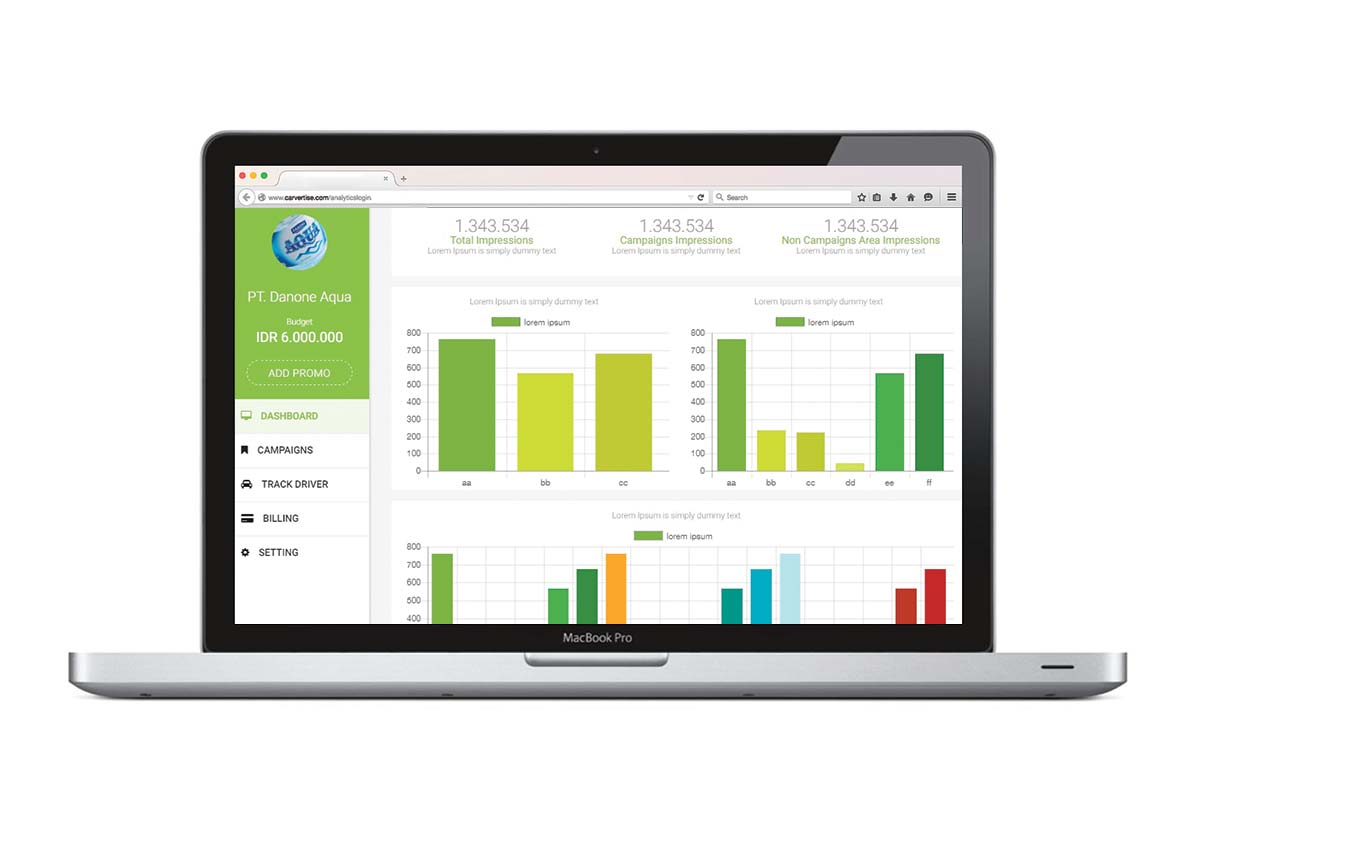 www.carvertise.com/analyticslogin
Search
AQUA
PT. Danone Aqua
Budget
IDR 6.000.000
ADD PROMO
DASHBOARD
CAMPAIGNS
TRACK DRIVER
BILLING
SETTING
1.343.534
Total Impressions
Lorem Ipsum is simply dummy text
1.343.534
Campaigns Impressions
Lorem Ipsum is simply dummy text
1.343.534
Non Campaigns Area Impressions
Lorem Ipsum is simply dummy text
Lorem Ipsum is simply dummy text
lorem ipsum
800
700
600
500
400
300
200
100
0
aa bb cc
Lorem Ipsum is simply dummy text
lorem ipsum
800
700
600
500
400
300
200
100
0
aa bb cc dd ee ff
Lorem Ipsum is simply dummy text
lorem ipsum
800
700
600
500
400
MacBook Pro